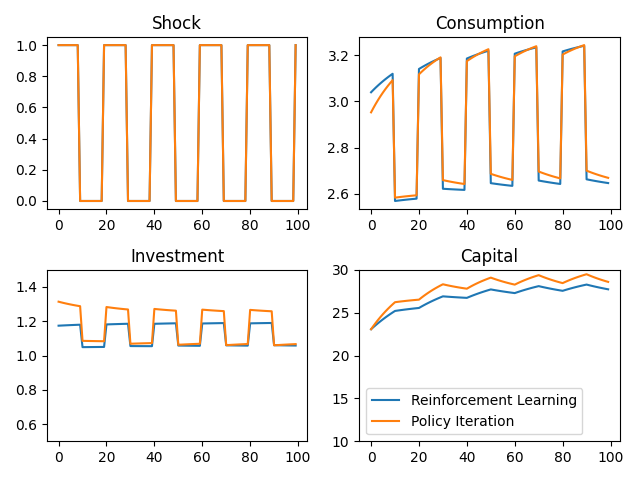 Shock
Consumption
1.0
0.8
0.6
0.4
0.2
0.0
0 20 40 60 80 100
3.2
3.0
2.8
2.6
0 20 40 60 80 100
Investment
Capital
1.4
1.2
1.0
0.8
0.6
0 20 40 60 80 100
30
25
20
15
10
0 20 40 60 80 100
Reinforcement Learning
Policy Iteration